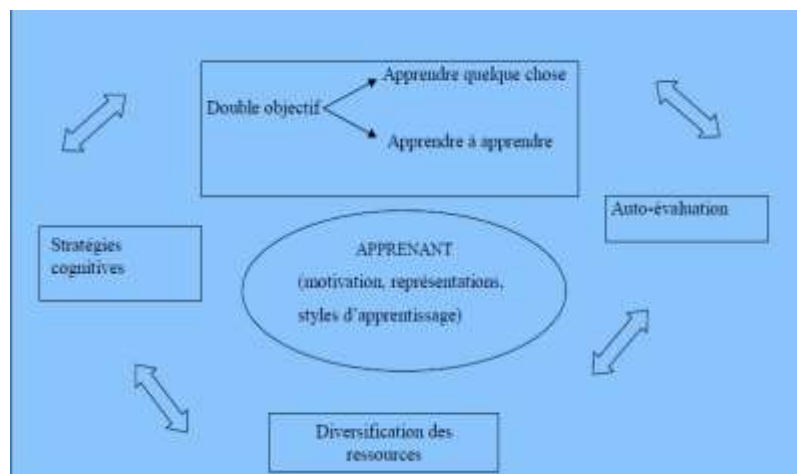 Apprendre quelque chose
Double objectif
Apprendre à apprendre
Auto-évaluation
Stratégies
cognitives
APPRENANT
(motivation, représentations,
styles d'apprentissage)
Diversification des
ressources